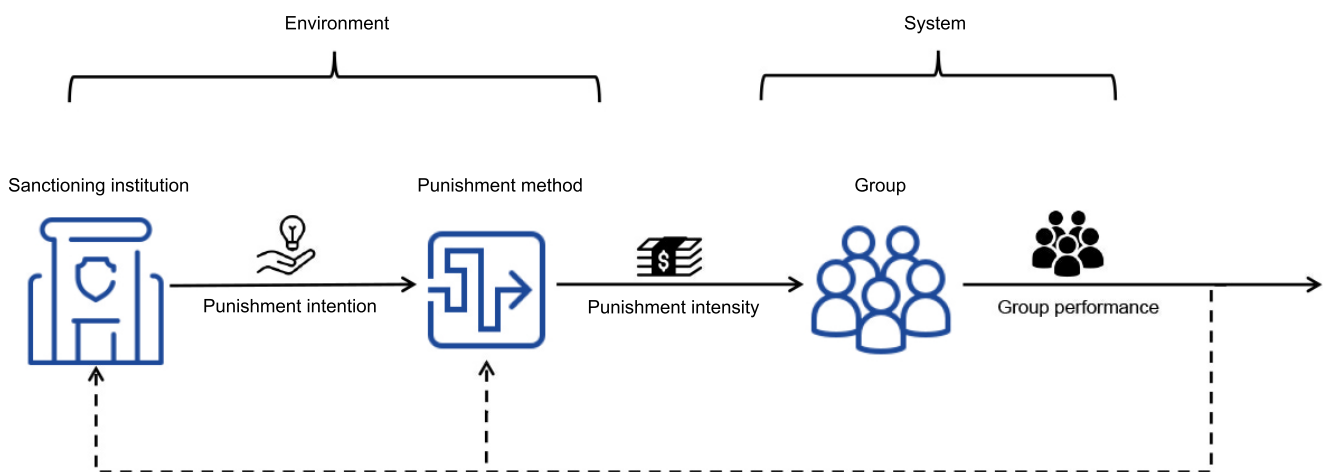 Environment
System
Sanctioning institution
Punishment method
Group
$
Punishment intention
Punishment intensity
Group performance